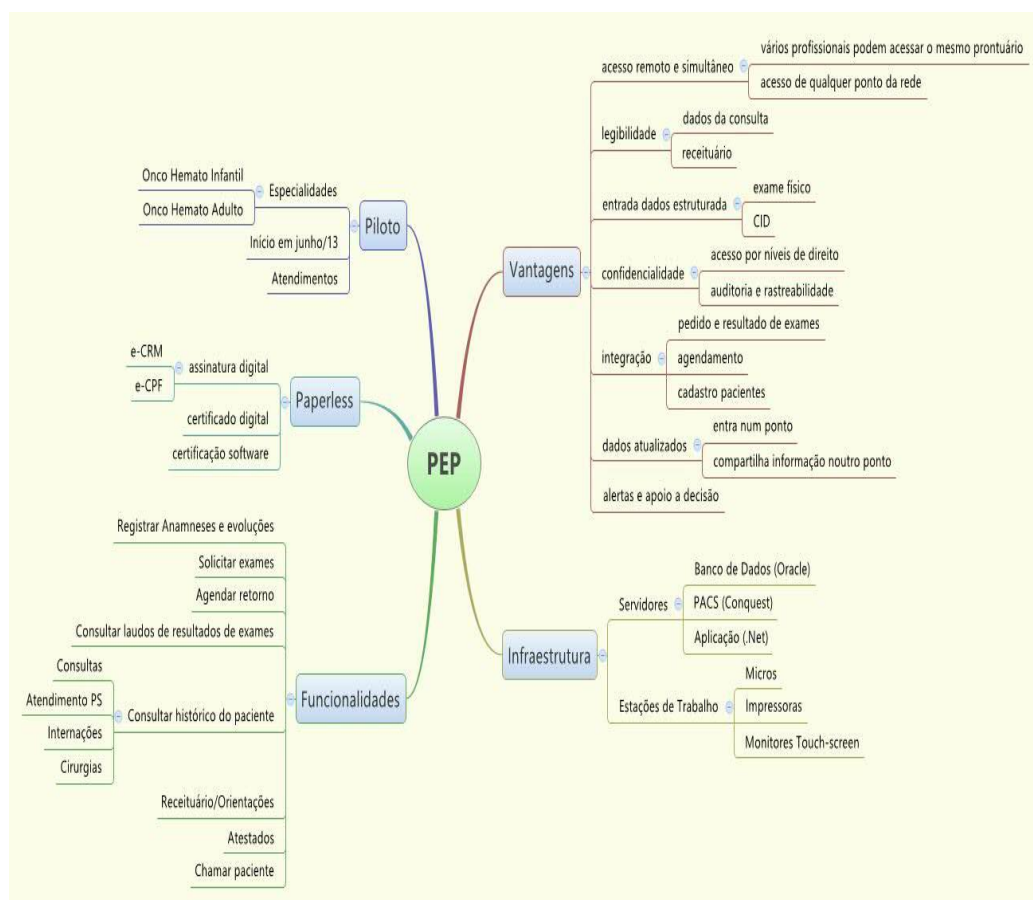 PEP
Vantagens
acesso remoto e simultâneo
vários profissionais podem acessar o mesmo prontuário
acesso de qualquer ponto da rede
legibilidade
dados da consulta
receituário
entrada dados estruturada
exame físico
CID
confidencialidade
acesso por níveis de direito
auditoria e rastreabilidade
integração
pedido e resultado de exames
agendamento
cadastro pacientes
dados atualizados
entra num ponto
compartilha informação noutro ponto
alertas e apoio a decisão
Infraestrutura
Servidores
Banco de Dados (Oracle)
PACS (Conquest)
Aplicação (.Net)
Estações de Trabalho
Micros
Impressoras
Monitores Touch-screen
Piloto
Especialidades
Onco Hemato Infantil
Onco Hemato Adulto
Início em junho/13
Atendimentos
Paperless
assinatura digital
e-CRM
e-CPF
certificado digital
certificação software
Funcionalidades
Registrar Anamneses e evoluções
Solicitar exames
Agendar retorno
Consultar laudos de resultados de exames
Consultar histórico do paciente
Consultas
Atendimento PS
Internações
Cirurgias
Receituário/Orientações
Atestados
Chamar paciente